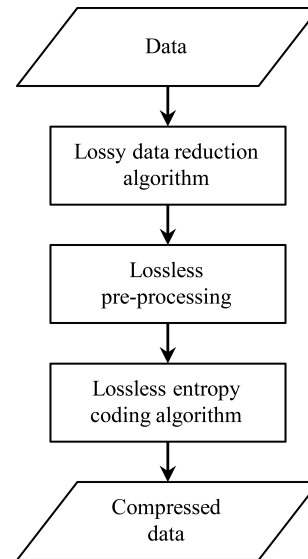 Data
Lossy data reduction
algorithm
Lossless
pre-processing
Lossless entropy
coding algorithm
Compressed
data